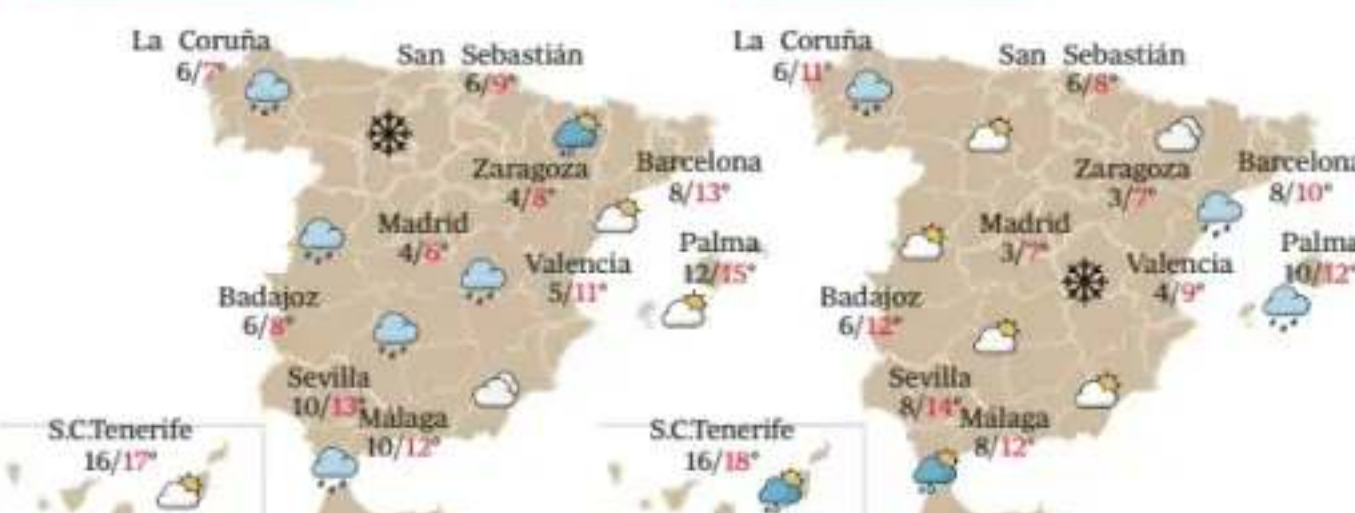 La Coruña
6/7°
San Sebastián
6/9°
Zaragoza
4/8°
Barcelona
8/13°
Madrid
4/6°
Palma
12/15°
Valencia
5/11°
Badajoz
6/8°
Sevilla
10/13°
Málaga
10/12°
S.C.Tenerife
16/17°
La Coruña
6/11°
San Sebastián
6/8°
Zaragoza
3/7°
Barcelona
8/10°
Madrid
3/7°
Palma
10/12°
Valencia
4/9°
Badajoz
6/12°
Sevilla
8/14°
Málaga
8/12°
S.C.Tenerife
16/18°